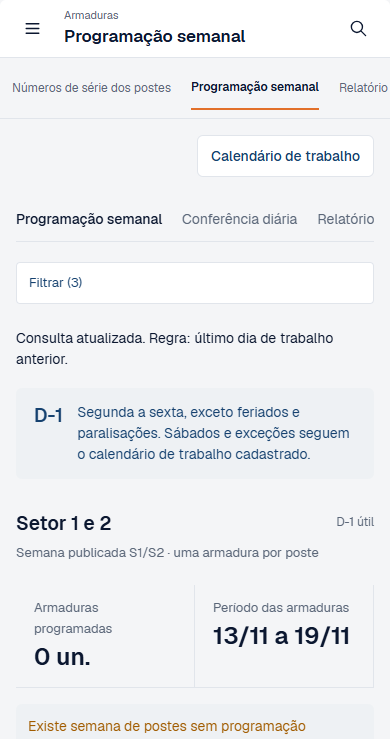 Armaduras
Programação semanal
Números de série dos postes
Programação semanal
Relatório
Calendário de trabalho
Programação semanal
Conferência diária
Relatório
Filtrar (3)
Consulta atualizada. Regra: último dia de trabalho
anterior.
D-1
Segunda a sexta, exceto feriados e
paralisações. Sábados e exceções seguem
o calendário de trabalho cadastrado.
Setor 1 e 2
D-1 útil
Semana publicada S1/S2 · uma armadura por poste
Armaduras
programadas
0 un.
Período das armaduras
13/11 a 19/11
Existe semana de postes sem programação